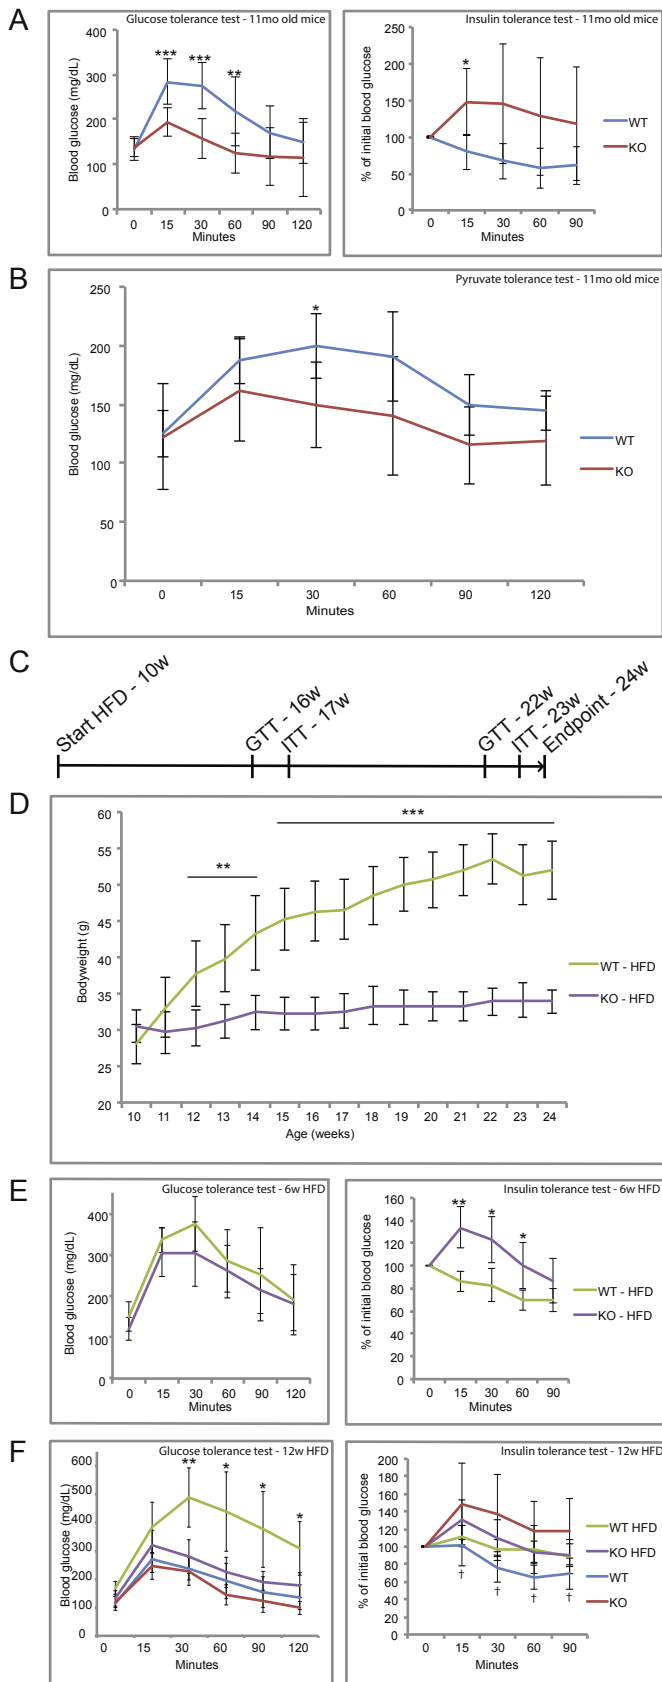 A
Glucose tolerance test - 11mo old mice
Blood glucose (mg/dL)
400
300
200
100
0
***
***
**
0 15 30 60 90 120
Minutes
Insulin tolerance test - 11mo old mice
% of initial blood glucose
250
200
150
100
50
0
*
0 15 30 60 90
Minutes
WT
KO
B
Pyruvate tolerance test - 11mo old mice
Blood glucose (mg/dL)
250
200
150
100
50
0
*
0 15 30 60 90 120
Minutes
WT
KO
C
Start HFD - 10w
GTT - 16w
ITT - 17w
GTT - 22w
ITT - 23w
Endpoint - 24w
D
Bodyweight (g)
60
55
50
45
40
35
30
25
20
**
***
10 11 12 13 14 15 16 17 18 19 20 21 22 23 24
Age (weeks)
WT - HFD
KO - HFD
E
Glucose tolerance test - 6w HFD
Blood glucose (mg/dL)
400
300
200
100
0
0 15 30 60 90 120
Minutes
Insulin tolerance test - 6w HFD
% of initial blood glucose
160
140
120
100
80
60
40
20
0
**
*
*
0 15 30 60 90
Minutes
WT - HFD
KO - HFD
F
Glucose tolerance test - 12w HFD
Blood glucose (mg/dL)
600
500
400
300
200
100
0
**
*
*
*
0 15 30 60 90 120
Minutes
Insulin tolerance test - 12w HFD
% of initial blood glucose
200
180
160
140
120
100
80
60
40
20
0
† † † †
0 15 30 60 90
Minutes
WT HFD
KO HFD
WT
KO